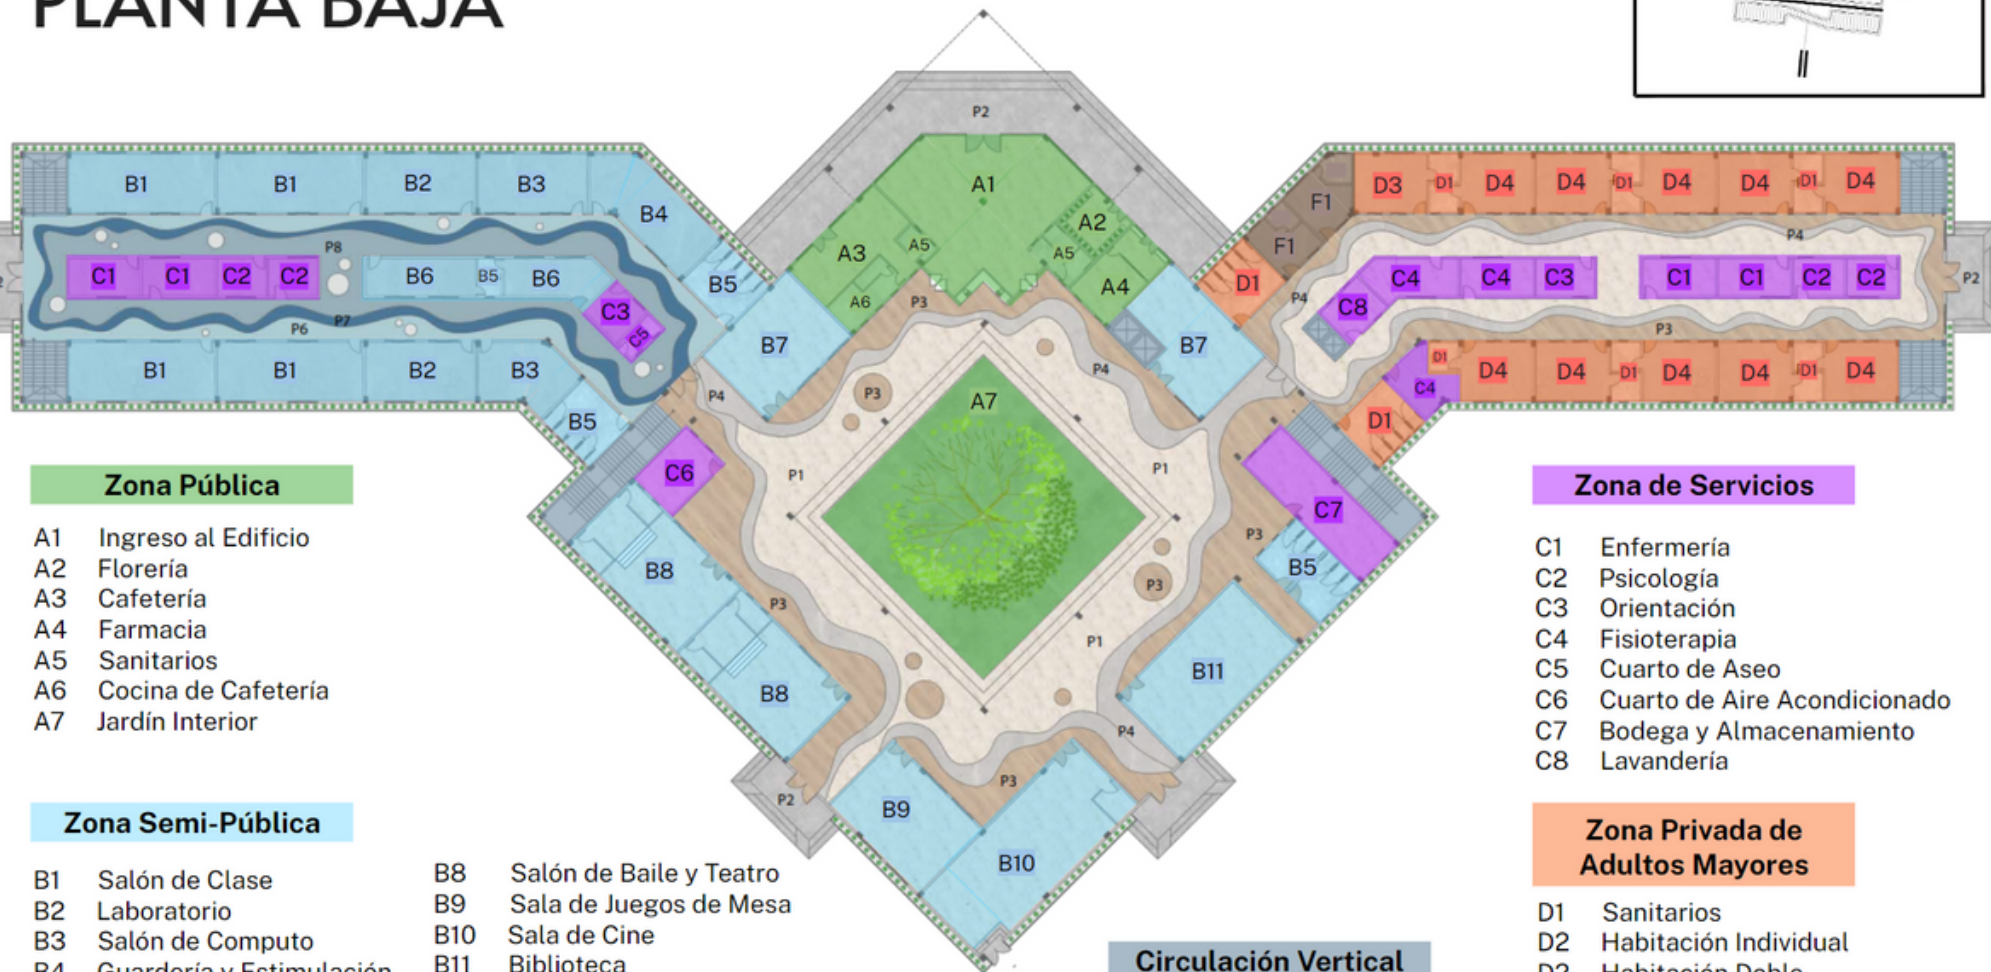 PLANTA BAJA
P2
B1 B1 B2 B3 B4 A1 A2 F1 D3 D1 D4 D4 D1 D4 D4 D1 D4
P8 A3 A5 A5 F1 P4
C1 C1 C2 C2 B6 B5 B6 B5 A6 P3 A4 D1 P4 C4 C4 C3 C1 C1 C2 C2 P2
P6 P7 C3 C5 B7 B7 C8 P3
B1 B1 B2 B3 P4 P3 A7 P4 D1 C4 D4 D4 D1 D4 D4 D1 D4
B5 D1
C6 P1 P1
C7
B8 P3 P3 B5
P3
B8 P1 B11
P4
P2 P3
B9
B10
Zona Pública
A1 Ingreso al Edificio
A2 Florería
A3 Cafetería
A4 Farmacia
A5 Sanitarios
A6 Cocina de Cafetería
A7 Jardín Interior
Zona Semi-Pública
B1 Salón de Clase
B2 Laboratorio
B3 Salón de Computo
B4 Guardería y Estimulación
B8 Salón de Baile y Teatro
B9 Sala de Juegos de Mesa
B10 Sala de Cine
B11 Biblioteca
Circulación Vertical
Zona de Servicios
C1 Enfermería
C2 Psicología
C3 Orientación
C4 Fisioterapia
C5 Cuarto de Aseo
C6 Cuarto de Aire Acondicionado
C7 Bodega y Almacenamiento
C8 Lavandería
Zona Privada de
Adultos Mayores
D1 Sanitarios
D2 Habitación Individual
D3 Habitación Doble